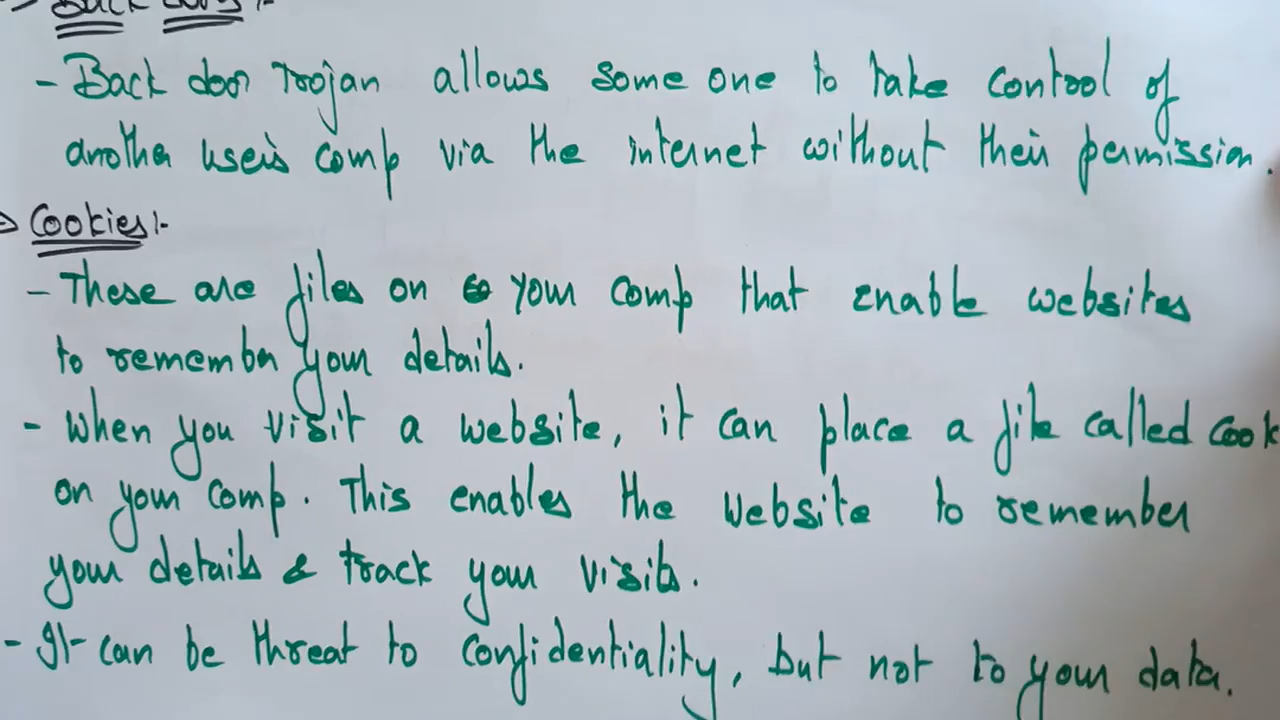 - Back door Trojan allows some one to take control of
another user's comp via the internet without their permission.
⇒ Cookies:-
- These are files on your comp that enable websites
to remember your details.
- When you visit a website, it can place a file called Cook
on your comp. This enables the website to remember
your details & track your visits.
- It can be threat to confidentiality, but not to your data.